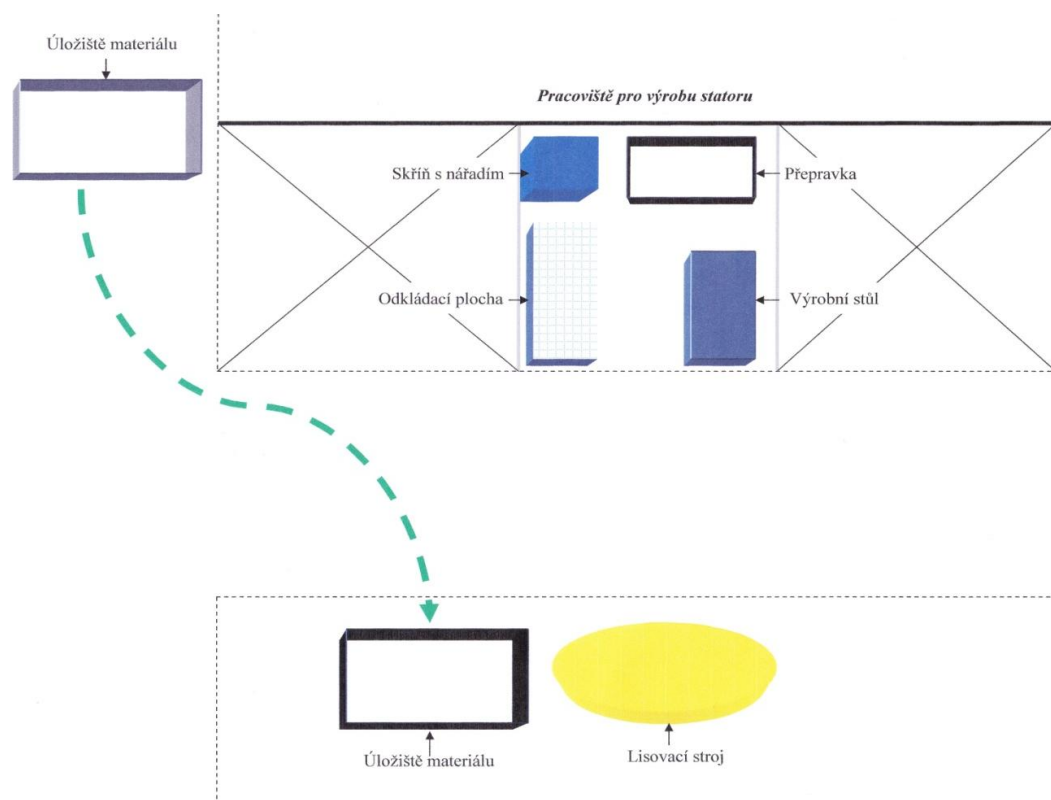 Úložiště materiálu
Pracoviště pro výrobu statoru
Skříň s nářadím
Přepravka
Odkládací plocha
Výrobní stůl
Úložiště materiálu
Lisovací stroj